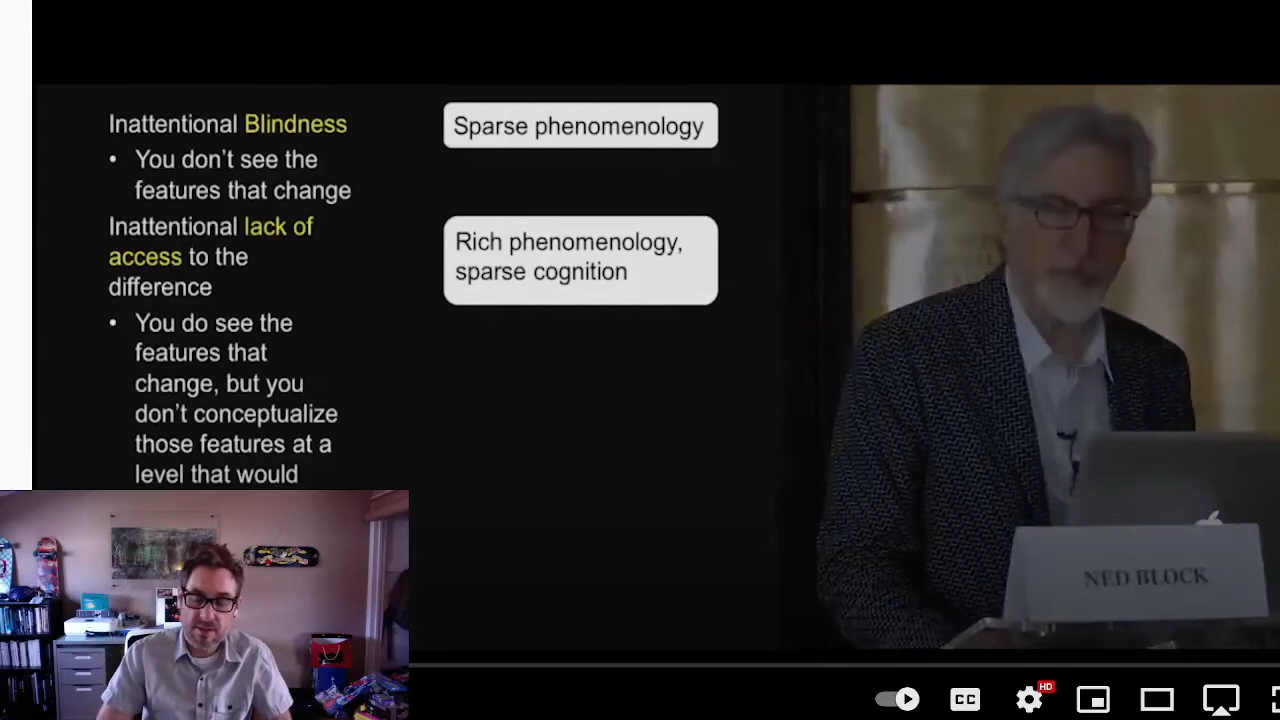 Inattentional Blindness
• You don't see the
features that change
Inattentional lack of
access to the
difference
• You do see the
features that
change, but you
don't conceptualize
those features at a
level that would
Sparse phenomenology
Rich phenomenology,
sparse cognition
NED BLOCK
CC
HD